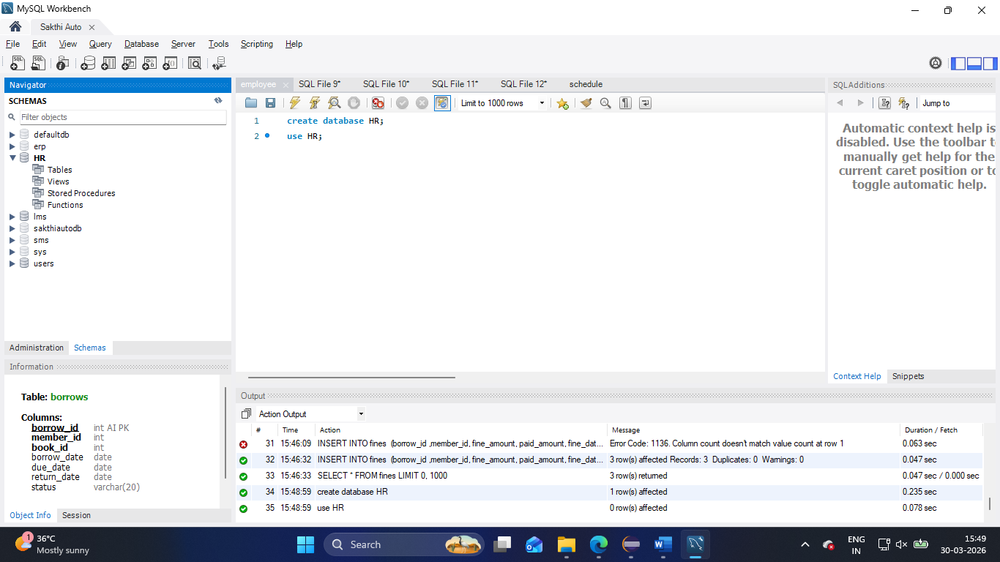 MySQL Workbench
Sakthi Auto
File Edit View Query Database Server Tools Scripting Help
Navigator
SCHEMAS
Filter objects
defaultdb
erp
HR
Tables
Views
Stored Procedures
Functions
lms
sakthiautodb
sms
sys
users
Administration Schemas
Information
Table: borrows
Columns:
borrow_id int AI PK
member_id int
book_id int
borrow_date date
due_date date
return_date date
status varchar(20)
Object Info Session
employee SQL File 9* SQL File 10* SQL File 11* SQL File 12* schedule
Limit to 1000 rows
1 create database HR;
2 use HR;
SQLAdditions
Jump to
Automatic context help is
disabled. Use the toolbar t
manually get help for the
current caret position or to
toggle automatic help.
Context Help Snippets
Output
Action Output
# Time Action Message Duration / Fetch
31 15:46:09 INSERT INTO fines (borrow_id ,member_id, fine_amount, paid_amount, fine_dat... Error Code: 1136. Column count doesn't match value count at row 1 0.063 sec
32 15:46:32 INSERT INTO fines (borrow_id ,member_id, fine_amount, paid_amount, fine_dat... 3 row(s) affected Records: 3 Duplicates: 0 Warnings: 0 0.047 sec
33 15:46:33 SELECT * FROM fines LIMIT 0, 1000 3 row(s) returned 0.047 sec / 0.000 sec
34 15:48:59 create database HR 1 row(s) affected 0.235 sec
35 15:48:59 use HR 0 row(s) affected 0.078 sec
1
36°C
Mostly sunny
Search
ENG
IN
15:49
30-03-2026